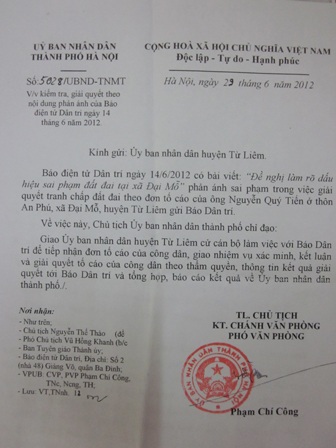 UỶ BAN NHÂN DÂN
THÀNH PHỐ HÀ NỘI
CỘNG HOÀ XÃ HỘI CHỦ NGHĨA VIỆT NAM
Độc lập - Tự do - Hạnh phúc
Số: 5028/UBND-TNMT
Hà Nội, ngày 29 tháng 6 năm 2012
V/v kiểm tra, giải quyết theo
nội dung phản ánh của Báo
điện tử Dân trí ngày 14
tháng 6 năm 2012.
Kính gửi: Ủy ban nhân dân huyện Từ Liêm.
Báo điện tử Dân trí ngày 14/6/2012 có bài viết: "Đề nghị làm rõ dấu
hiệu sai phạm đất đai tại xã Đại Mỗ" phản ánh sai phạm trong việc giải
quyết tranh chấp đất đai theo đơn tố cáo của ông Nguyễn Quý Tiến ở thôn
An Phú, xã Đại Mỗ, huyện Từ Liêm gửi Báo Dân trí.
Về việc này, Chủ tịch Ủy ban nhân dân thành phố chỉ đạo:
Giao Ủy ban nhân dân huyện Từ Liêm cử cán bộ làm việc với Báo Dân
trí để tiếp nhận đơn tố cáo của công dân, giao nhiệm vụ xác minh, kết luận
và giải quyết tố cáo của công dân theo thẩm quyền, thông tin kết quả giải
quyết tới Báo Dân trí và tổng hợp, báo cáo kết quả về Ủy ban nhân dân
thành phố./.
Nơi nhận:
- Như trên;
- Chủ tịch Nguyễn Thế Thảo (để
- Phó Chủ tịch Vũ Hồng Khanh (b/c
- Ban Tuyên giáo Thành ủy;
- Báo điện tử Dân trí, Địa chỉ: Số 2
(nhà 48) Giảng Võ, quận Ba Đình;
- VPUB: CVP, PVP Phạm Chí Công,
TNc, Ncng, TH;
- Lưu: VT, TNnh.
TL. CHỦ TỊCH
KT. CHÁNH VĂN PHÒNG
PHÓ VĂN PHÒNG
Phạm Chí Công